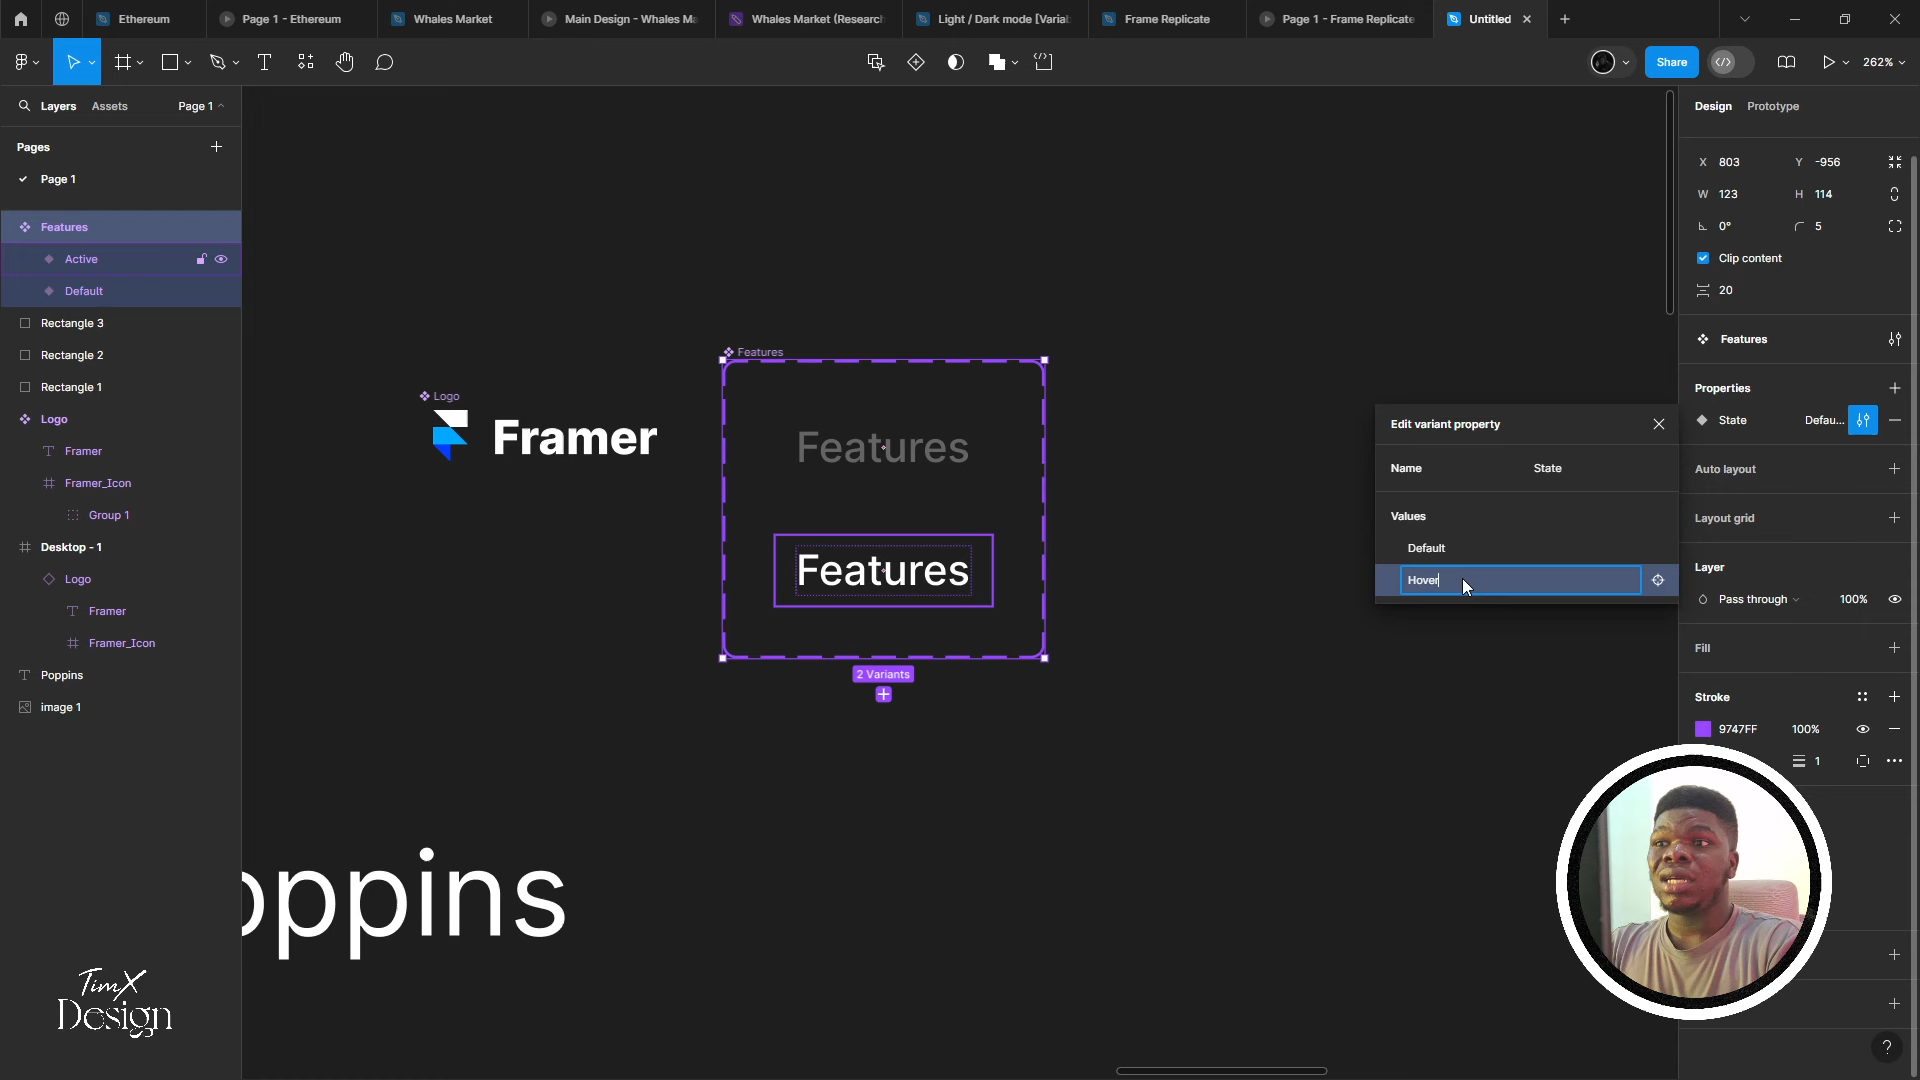 Ethereum
Page 1 - Ethereum
Whales Market
Main Design - Whales Ma
Whales Market (Research
Light / Dark mode [Varia
Frame Replicate
Page 1 - Frame Replicate
Untitled
T
Share
262%
Layers
Assets
Page 1
Design
Prototype
Pages
Page 1
Features
Active
Default
Rectangle 3
Rectangle 2
Rectangle 1
Logo
Framer
Framer_Icon
Group 1
Desktop - 1
Logo
Framer
Framer_Icon
Poppins
image 1
Logo
Framer
Features
Features
Features
2 Variants
oppins
Edit variant property
Name
State
Values
Default
Hover
X 803
Y -956
W 123
H 114
0°
5
Clip content
20
Features
Properties
State
Defau...
Auto layout
Layout grid
Layer
Pass through
100%
Fill
Stroke
9747FF
100%
1
?
TimX
Design